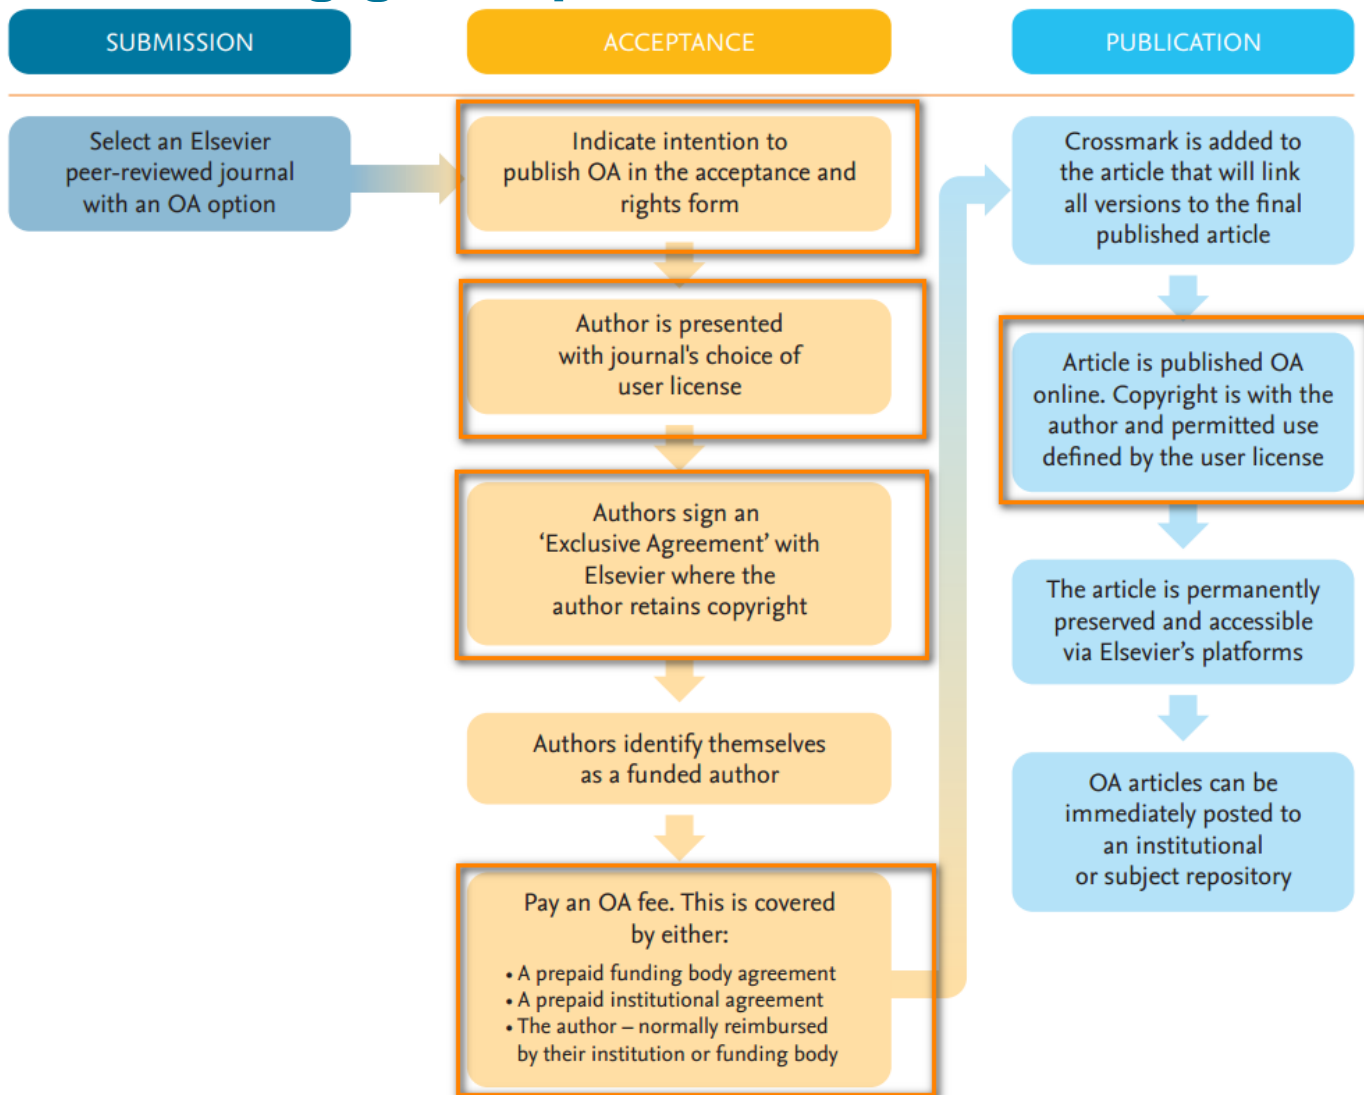 SUBMISSION
ACCEPTANCE
PUBLICATION
Select an Elsevier
peer-reviewed journal
with an OA option
Indicate intention to
publish OA in the acceptance and
rights form
Author is presented
with journal's choice of
user license
Authors sign an
‘Exclusive Agreement’ with
Elsevier where the
author retains copyright
Authors identify themselves
as a funded author
Pay an OA fee. This is covered
by either:
• A prepaid funding body agreement
• A prepaid institutional agreement
• The author – normally reimbursed
by their institution or funding body
Crossmark is added to
the article that will link
all versions to the final
published article
Article is published OA
online. Copyright is with the
author and permitted use
defined by the user license
The article is permanently
preserved and accessible
via Elsevier’s platforms
OA articles can be
immediately posted to
an institutional
or subject repository